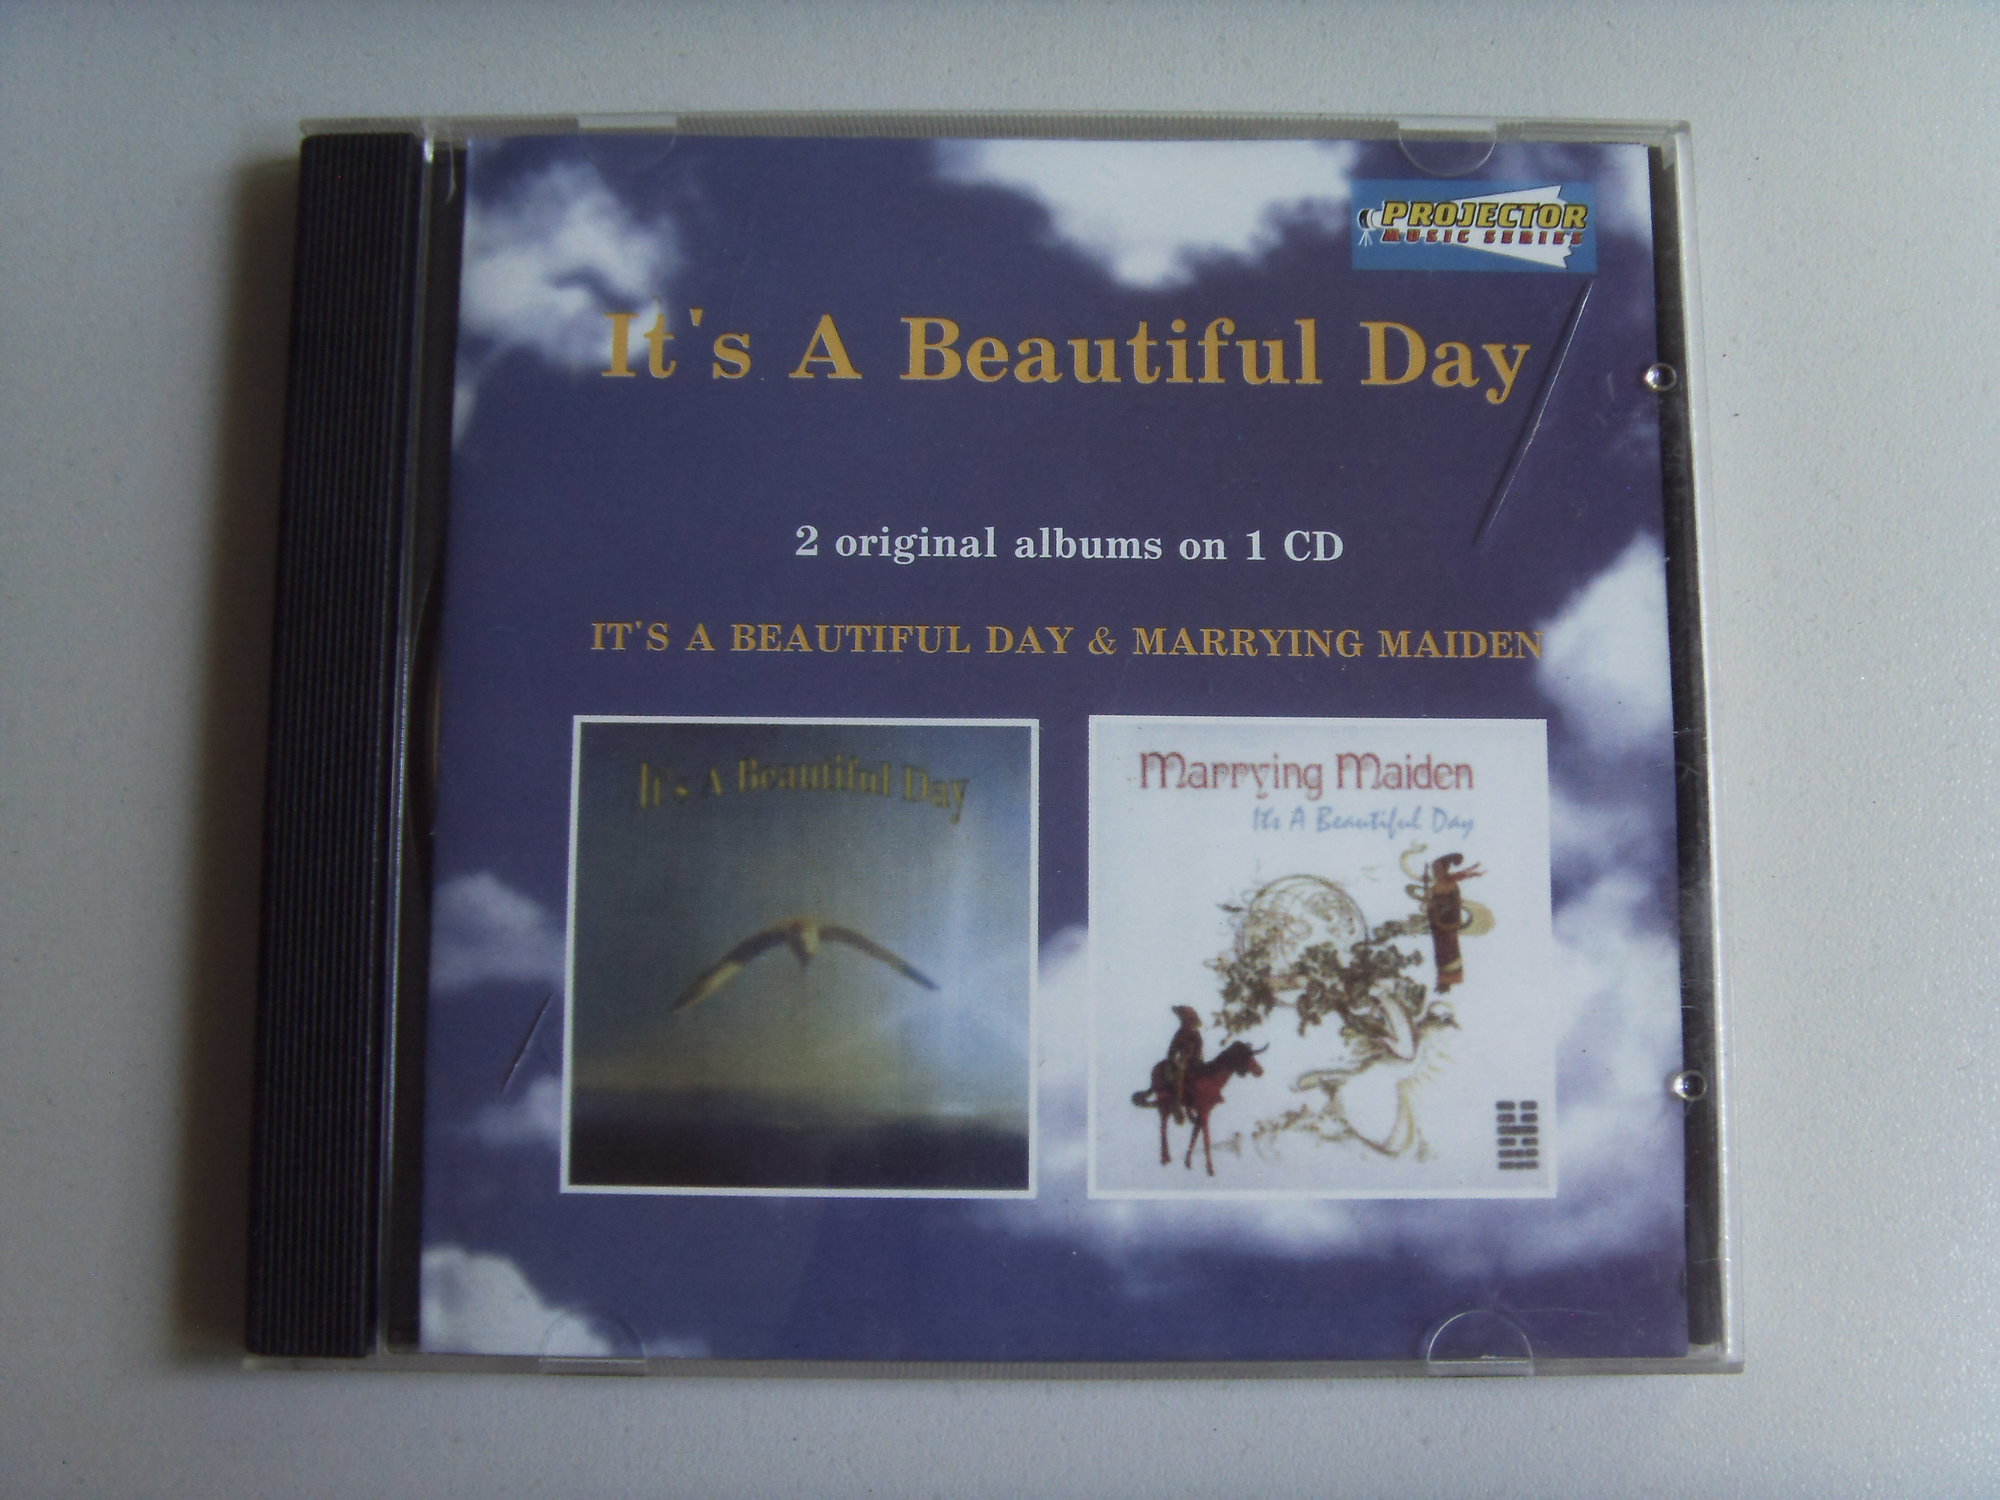 PROJECTOR
MUSIC SERIES
It's A Beautiful Day
2 original albums on 1 CD
IT'S A BEAUTIFUL DAY & MARRYING MAIDEN
It's A Beautiful Day
Marrying Maiden
It's A Beautiful Day